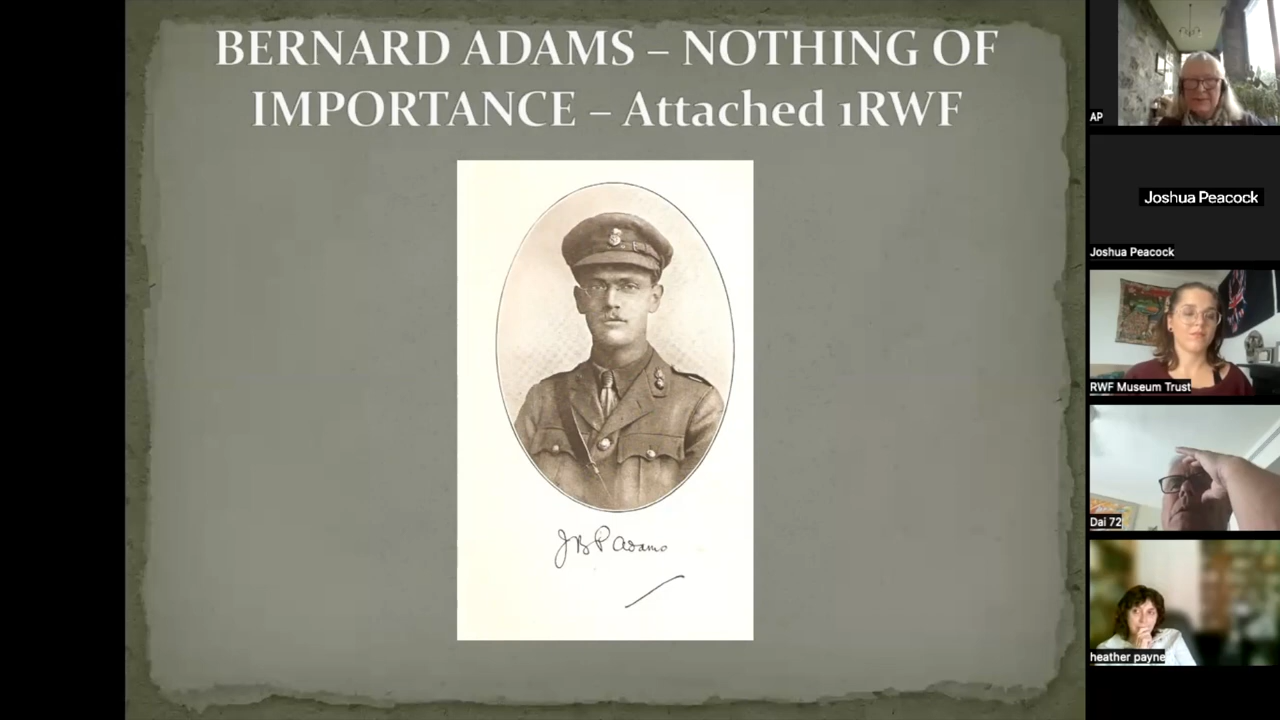 BERNARD ADAMS – NOTHING OF
IMPORTANCE – Attached 1RWF
J B P Adams
AP
Joshua Peacock
Joshua Peacock
RWF Museum Trust
Dai 72
heather payne